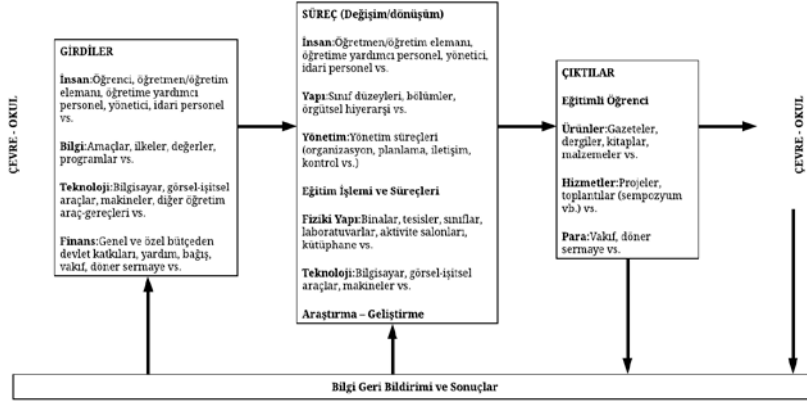 ÇEVRE - OKUL
GİRDİLER
İnsan:Öğrenci, öğretmen/öğretim
elemanı, öğretime yardımcı
personel, yönetici, idari personel
vs.
Bilgi:Amaçlar, ilkeler, değerler,
programlar vs.
Teknoloji:Bilgisayar, görsel-işitsel
araçlar, makineler, diğer öğretim
araç-gereçleri vs.
Finans:Genel ve özel bütçeden
devlet katkıları, yardım, bağış,
vakıf, döner sermaye vs.
SÜREÇ (Değişim/dönüşüm)
İnsan:Öğretmen/öğretim elemanı,
öğretime yardımcı personel, yönetici,
idari personel vs.
Yapı:Sınıf düzeyleri, bölümler,
örgütsel hiyerarşi vs.
Yönetim:Yönetim süreçleri
(organizasyon, planlama, iletişim,
kontrol vs.)
Eğitim İşlemi ve Süreçleri
Fiziki Yapı:Binalar, tesisler, sınıflar,
laboratuvarlar, aktivite salonları,
kütüphane vs.
Teknoloji:Bilgisayar, görsel-işitsel
araçlar, makineler vs.
Araştırma – Geliştirme
ÇIKTILAR
Eğitimli Öğrenci
Ürünler:Gazeteler,
dergiler, kitaplar,
malzemeler vs.
Hizmetler:Projeler,
toplantılar (sempozyum
vb.) vs.
Para:Vakıf, döner
sermaye vs.
ÇEVRE - OKUL
Bilgi Geri Bildirimi ve Sonuçlar